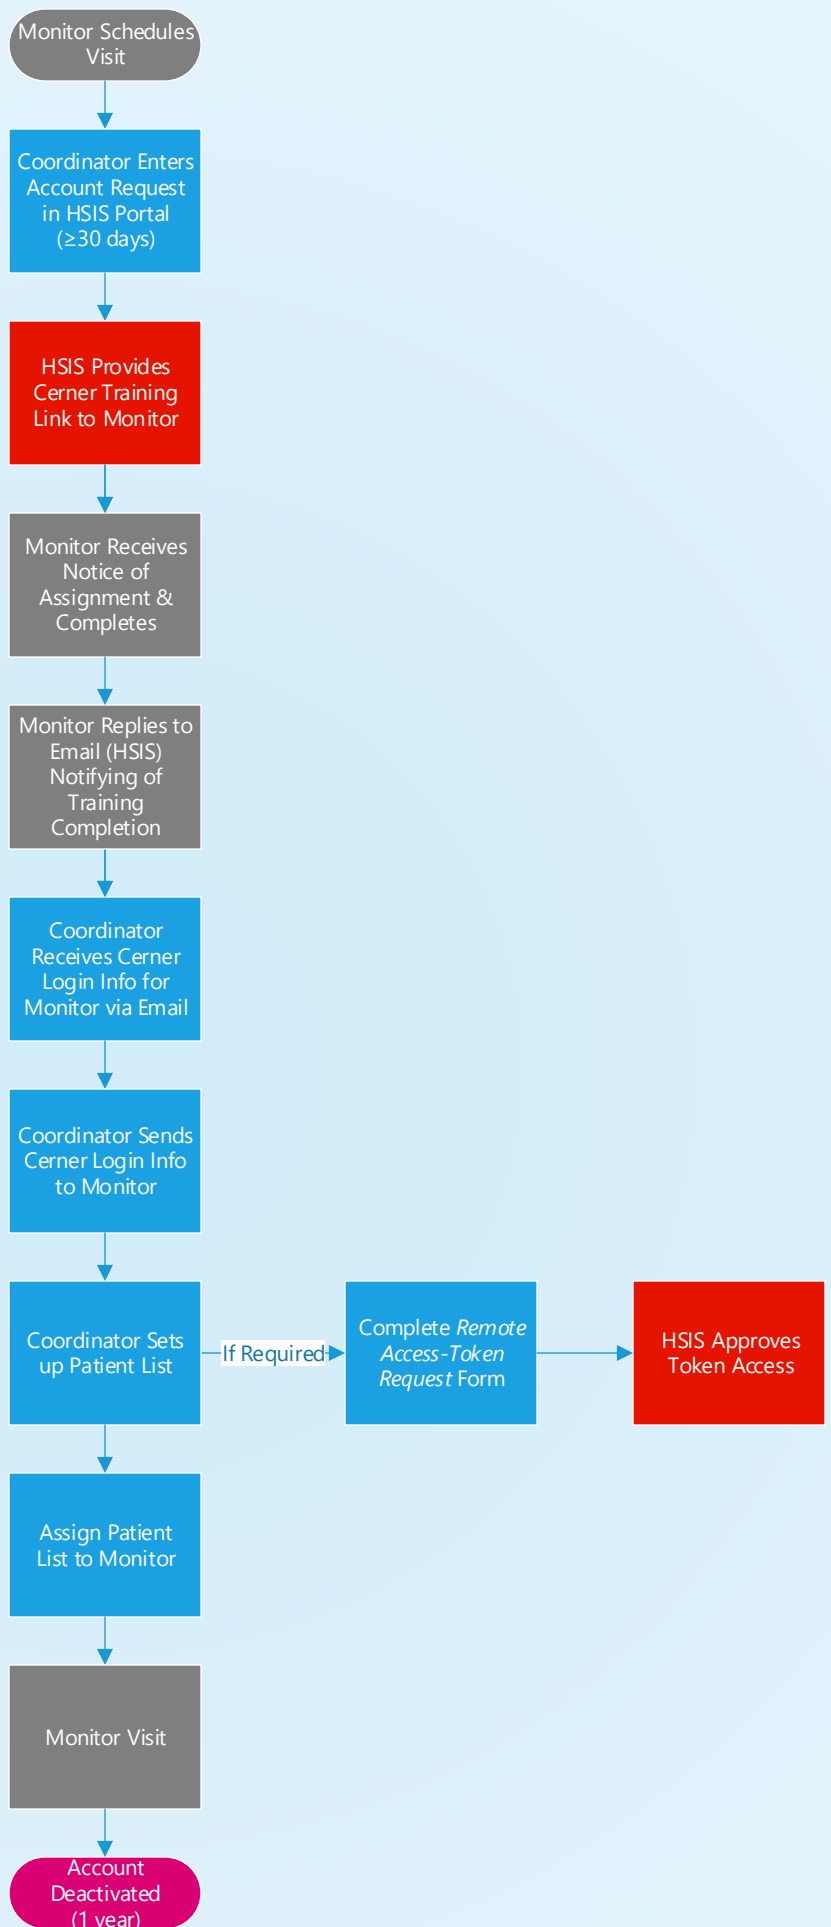 Monitor Schedules
Visit
Coordinator Enters
Account Request
in HSIS Portal
(≥30 days)
HSIS Provides
Cerner Training
Link to Monitor
Monitor Receives
Notice of
Assignment &
Completes
Monitor Replies to
Email (HSIS)
Notifying of
Training
Completion
Coordinator
Receives Cerner
Login Info for
Monitor via Email
Coordinator Sends
Cerner Login Info
to Monitor
Coordinator Sets
up Patient List
If Required
Complete Remote
Access-Token
Request Form
HSIS Approves
Token Access
Assign Patient
List to Monitor
Monitor Visit
Account
Deactivated
(1 year)